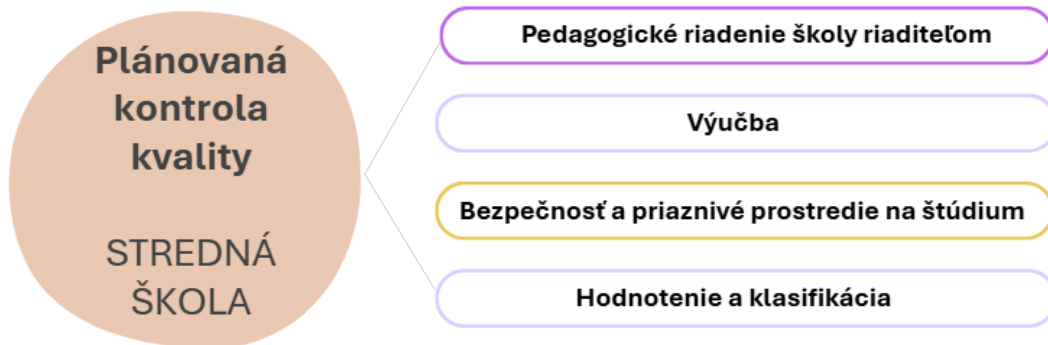 Plánovaná
kontrola
kvality
STREDNÁ
ŠKOLA
Pedagogické riadenie školy riaditeľom
Výučba
Bezpečnosť a priaznivé prostredie na štúdium
Hodnotenie a klasifikácia